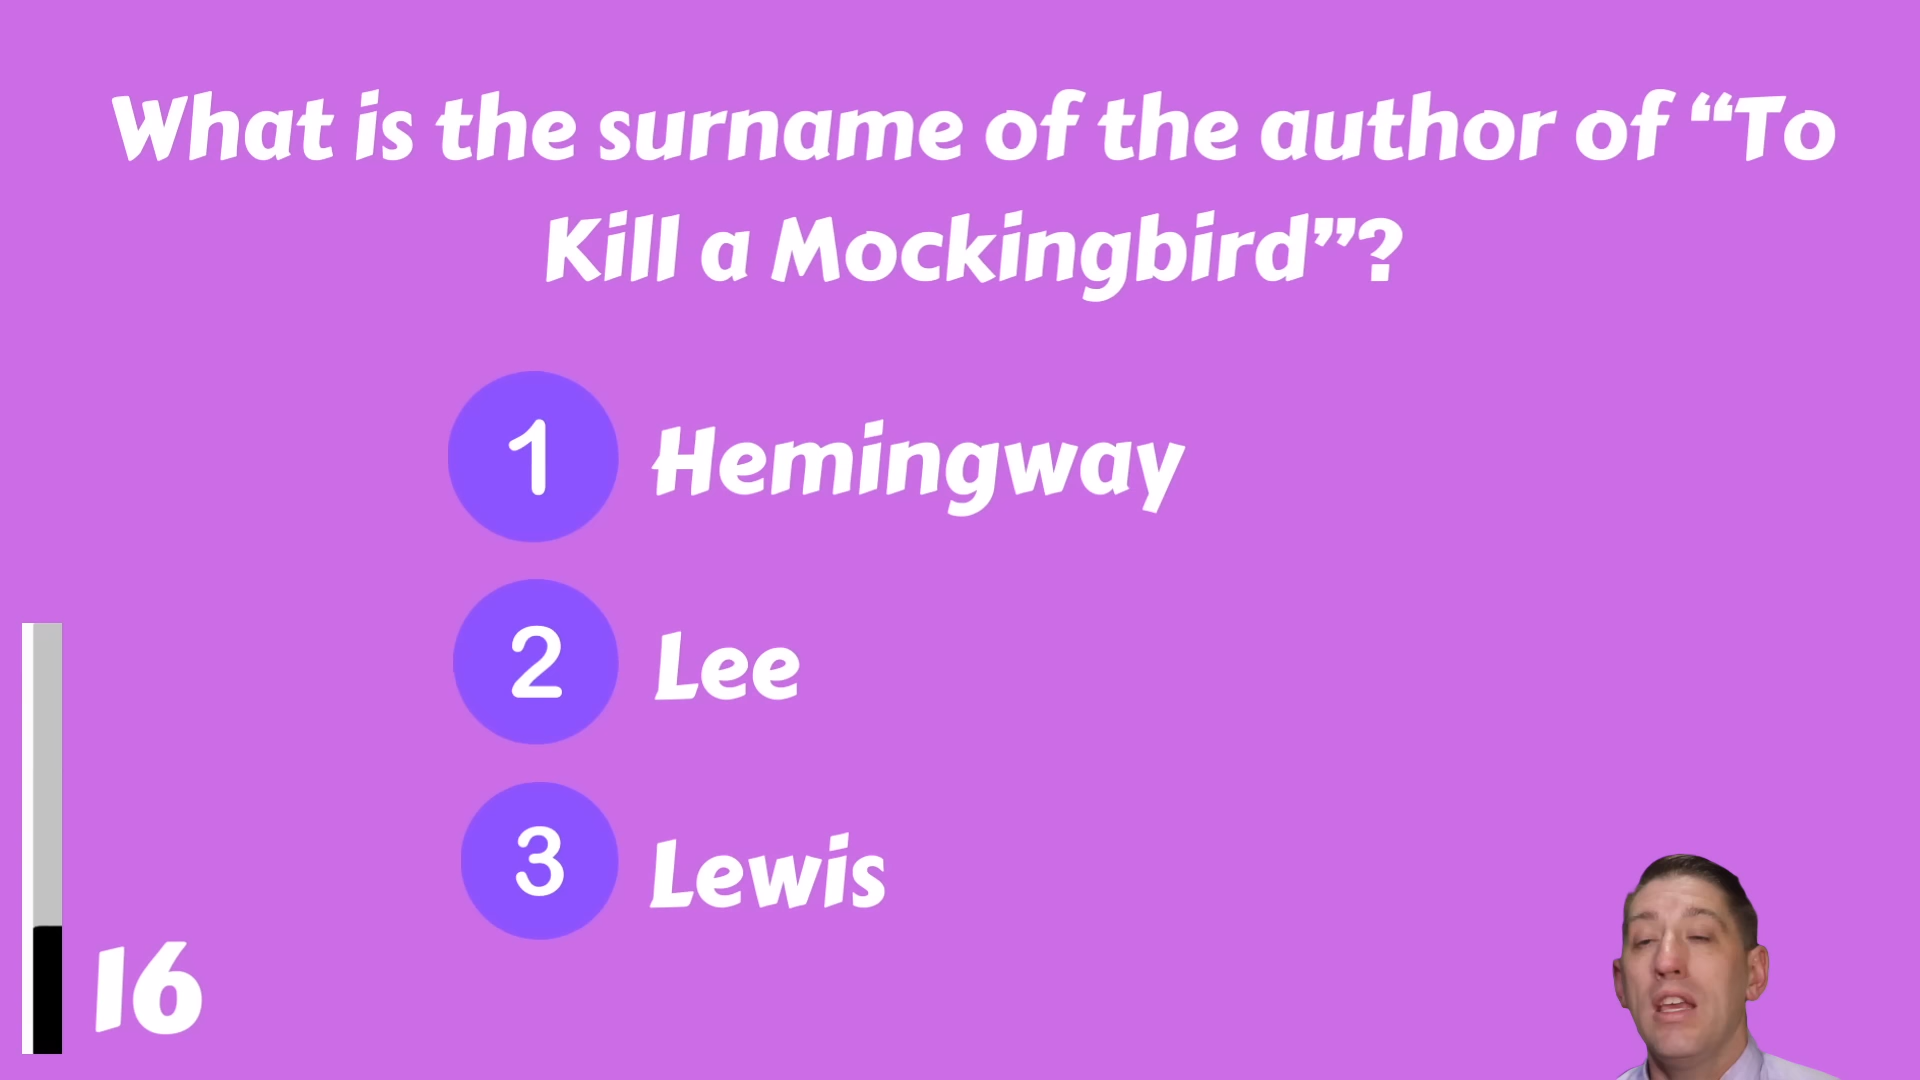 What is the surname of the author of “To
Kill a Mockingbird”?
1 Hemingway
2 Lee
3 Lewis
16